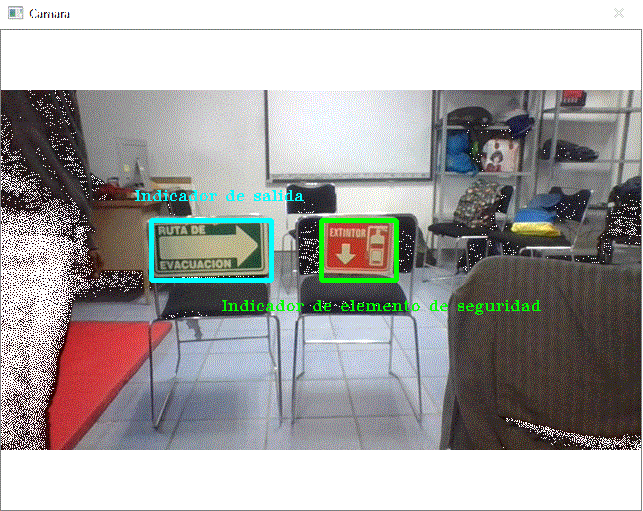 Camara
Indicador de salida
RUTA DE
EVACUACION
EXTINTOR
Indicador de elemento de seguridad